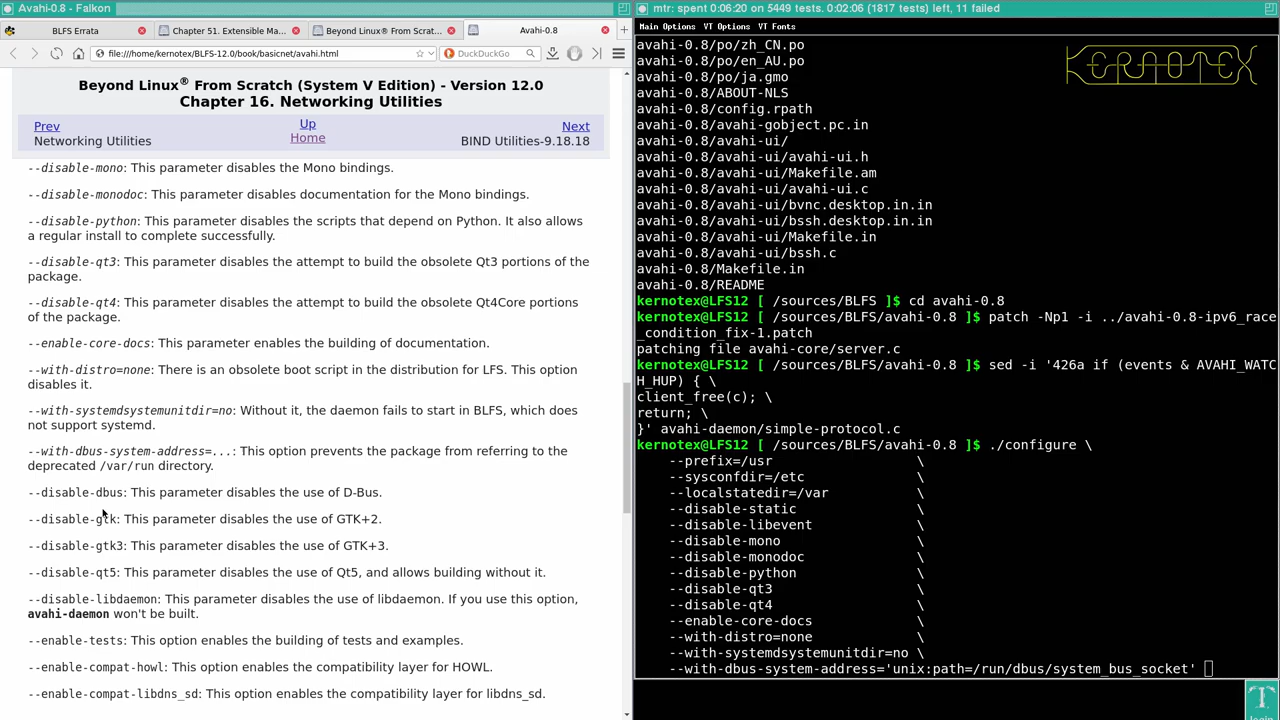 Avahi-0.8 - Falkon
BLFS Errata
Chapter 51. Extensible Ma...
Beyond Linux® From Scrat...
Avahi-0.8
file:///home/kernotex/BLFS-12.0/book/basicnet/avahi.html
DuckDuckGo
Beyond Linux® From Scratch (System V Edition) - Version 12.0
Chapter 16. Networking Utilities
Prev
Up
Next
Networking Utilities
Home
BIND Utilities-9.18.18
--disable-mono: This parameter disables the Mono bindings.
--disable-monodoc: This parameter disables documentation for the Mono bindings.
--disable-python: This parameter disables the scripts that depend on Python. It also allows
a regular install to complete successfully.
--disable-qt3: This parameter disables the attempt to build the obsolete Qt3 portions of the
package.
--disable-qt4: This parameter disables the attempt to build the obsolete Qt4Core portions
of the package.
--enable-core-docs: This parameter enables the building of documentation.
--with-distro=none: There is an obsolete boot script in the distribution for LFS. This option
disables it.
--with-systemdsystemunitdir=no: Without it, the daemon fails to start in BLFS, which does
not support systemd.
--with-dbus-system-address=...: This option prevents the package from referring to the
deprecated /var/run directory.
--disable-dbus: This parameter disables the use of D-Bus.
--disable-gtk: This parameter disables the use of GTK+2.
--disable-gtk3: This parameter disables the use of GTK+3.
--disable-qt5: This parameter disables the use of Qt5, and allows building without it.
--disable-libdaemon: This parameter disables the use of libdaemon. If you use this option,
avahi-daemon won't be built.
--enable-tests: This option enables the building of tests and examples.
--enable-compat-howl: This option enables the compatibility layer for HOWL.
--enable-compat-libdns_sd: This option enables the compatibility layer for libdns_sd.
mtr: spent 0:06:20 on 5449 tests. 0:02:06 (1817 tests) left, 11 failed
Main Options VT Options VT Fonts
KERNOTEX
avahi-0.8/po/zh_CN.po
avahi-0.8/po/en_AU.po
avahi-0.8/po/ja.gmo
avahi-0.8/ABOUT-NLS
avahi-0.8/config.rpath
avahi-0.8/avahi-gobject.pc.in
avahi-0.8/avahi-ui/
avahi-0.8/avahi-ui/avahi-ui.h
avahi-0.8/avahi-ui/Makefile.am
avahi-0.8/avahi-ui/avahi-ui.c
avahi-0.8/avahi-ui/bvnc.desktop.in.in
avahi-0.8/avahi-ui/bssh.desktop.in.in
avahi-0.8/avahi-ui/Makefile.in
avahi-0.8/avahi-ui/bssh.c
avahi-0.8/Makefile.in
avahi-0.8/README
kernotex@LFS12 [ /sources/BLFS ]$ cd avahi-0.8
kernotex@LFS12 [ /sources/BLFS/avahi-0.8 ]$ patch -Np1 -i ../avahi-0.8-ipv6_race
_condition_fix-1.patch
patching file avahi-core/server.c
kernotex@LFS12 [ /sources/BLFS/avahi-0.8 ]$ sed -i '426a if (events & AVAHI_WATC
H_HUP) { \
client_free(c); \
return; \
}' avahi-daemon/simple-protocol.c
kernotex@LFS12 [ /sources/BLFS/avahi-0.8 ]$ ./configure \
--prefix=/usr \
--sysconfdir=/etc \
--localstatedir=/var \
--disable-static \
--disable-libevent \
--disable-mono \
--disable-monodoc \
--disable-python \
--disable-qt3 \
--disable-qt4 \
--enable-core-docs \
--with-distro=none \
--with-systemdsystemunitdir=no \
--with-dbus-system-address='unix:path=/run/dbus/system_bus_socket'
login